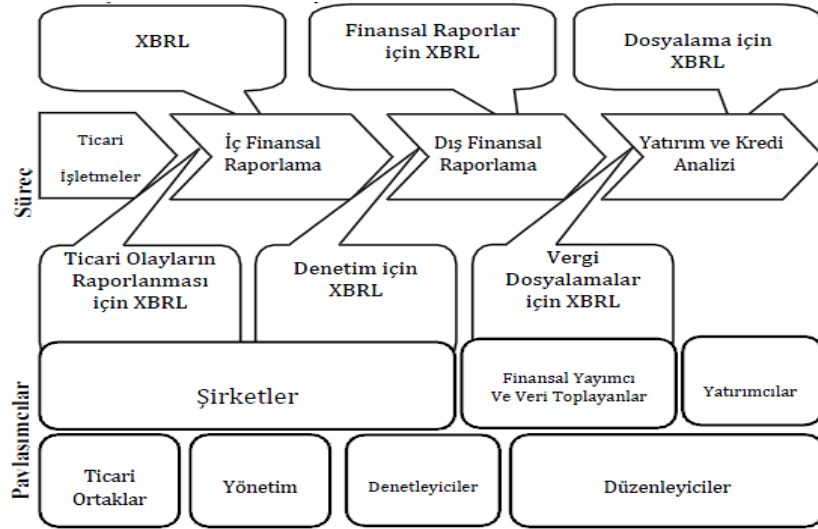 XBRL
Finansal Raporlar
için XBRL
Dosyalama için
XBRL
Süreç
Ticari
İşletmeler
İç Finansal
Raporlama
Dış Finansal
Raporlama
Yatırım ve Kredi
Analizi
Ticari Olayların
Raporlanması
için XBRL
Denetim için
XBRL
Vergi
Dosyalamalar
için XBRL
Paylaşımcılar
Şirketler
Finansal Yayımcı
Ve Veri Toplayanlar
Yatırımcılar
Ticari
Ortaklar
Yönetim
Denetleyiciler
Düzenleyiciler